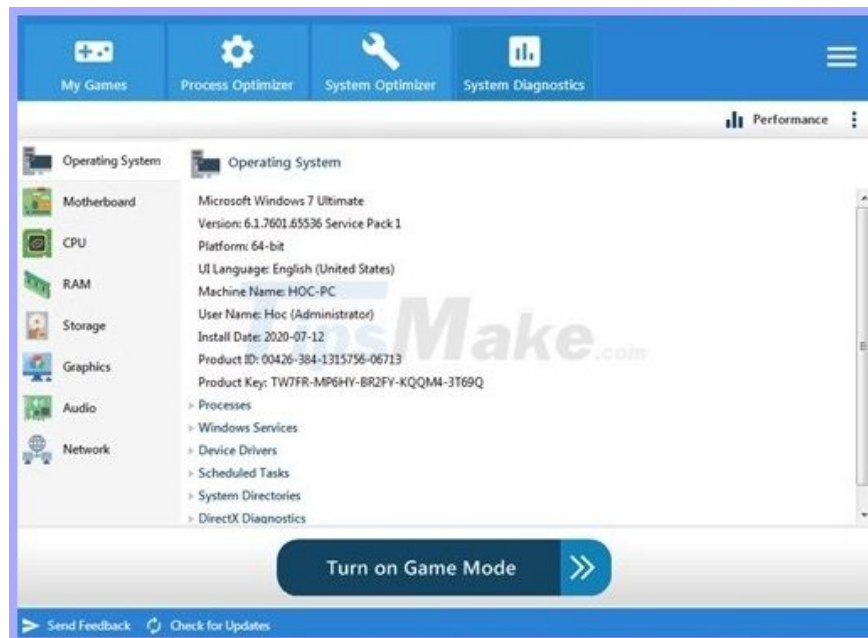 My Games
Process Optimizer
System Optimizer
System Diagnostics
Performance
Operating System
Motherboard
CPU
RAM
Storage
Graphics
Audio
Network
Operating System
Microsoft Windows 7 Ultimate
Version: 6.1.7601.65536 Service Pack 1
Platform: 64-bit
UI Language: English (United States)
Machine Name: HOC-PC
User Name: Hoc (Administrator)
Install Date: 2020-07-12
Product ID: 00426-384-1315756-06713
Product Key: TW7FR-MP6HY-BR2FY-KQQM4-3T69Q
Processes
Windows Services
Device Drivers
Scheduled Tasks
System Directories
DirectX Diagnostics
TipsMake.com
Turn on Game Mode
Send Feedback
Check for Updates